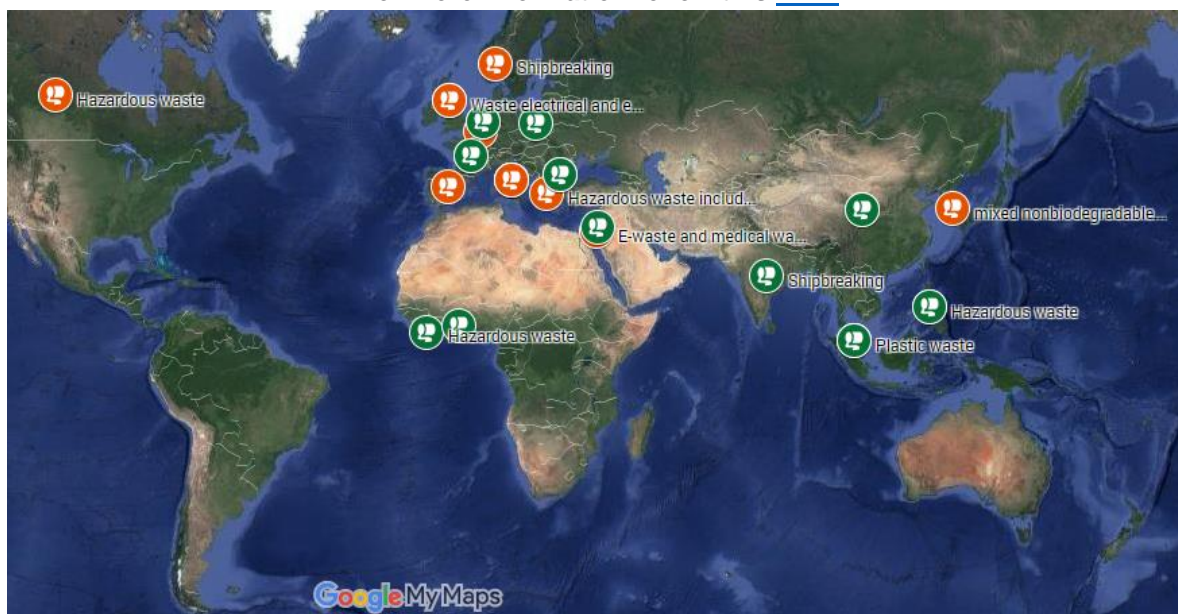 Shipbreaking
Hazardous waste
Waste electrical and e...
Hazardous waste includ...
mixed nonbiodegradable...
E-waste and medical wa...
Shipbreaking
Hazardous waste
Hazardous waste
Plastic waste
Google My Maps